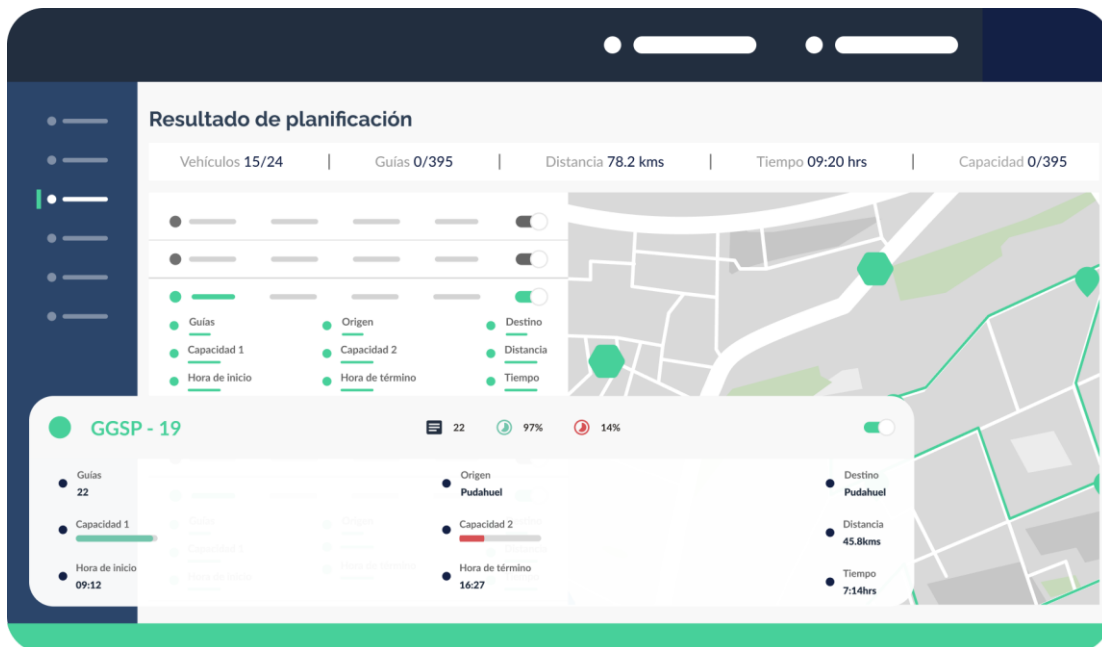 Resultado de planificación
Vehículos 15/24 | Guías 0/395 | Distancia 78.2 kms | Tiempo 09:20 hrs | Capacidad 0/395
Guías Origen Destino
Capacidad 1 Capacidad 2 Distancia
Hora de inicio Hora de término Tiempo
GGSP - 19 22 97% 14%
Guías Origen Destino
22 Pudahuel Pudahuel
Capacidad 1 Capacidad 2 Distancia
45.8kms
Hora de inicio Hora de término Tiempo
09:12 16:27 7:14hrs